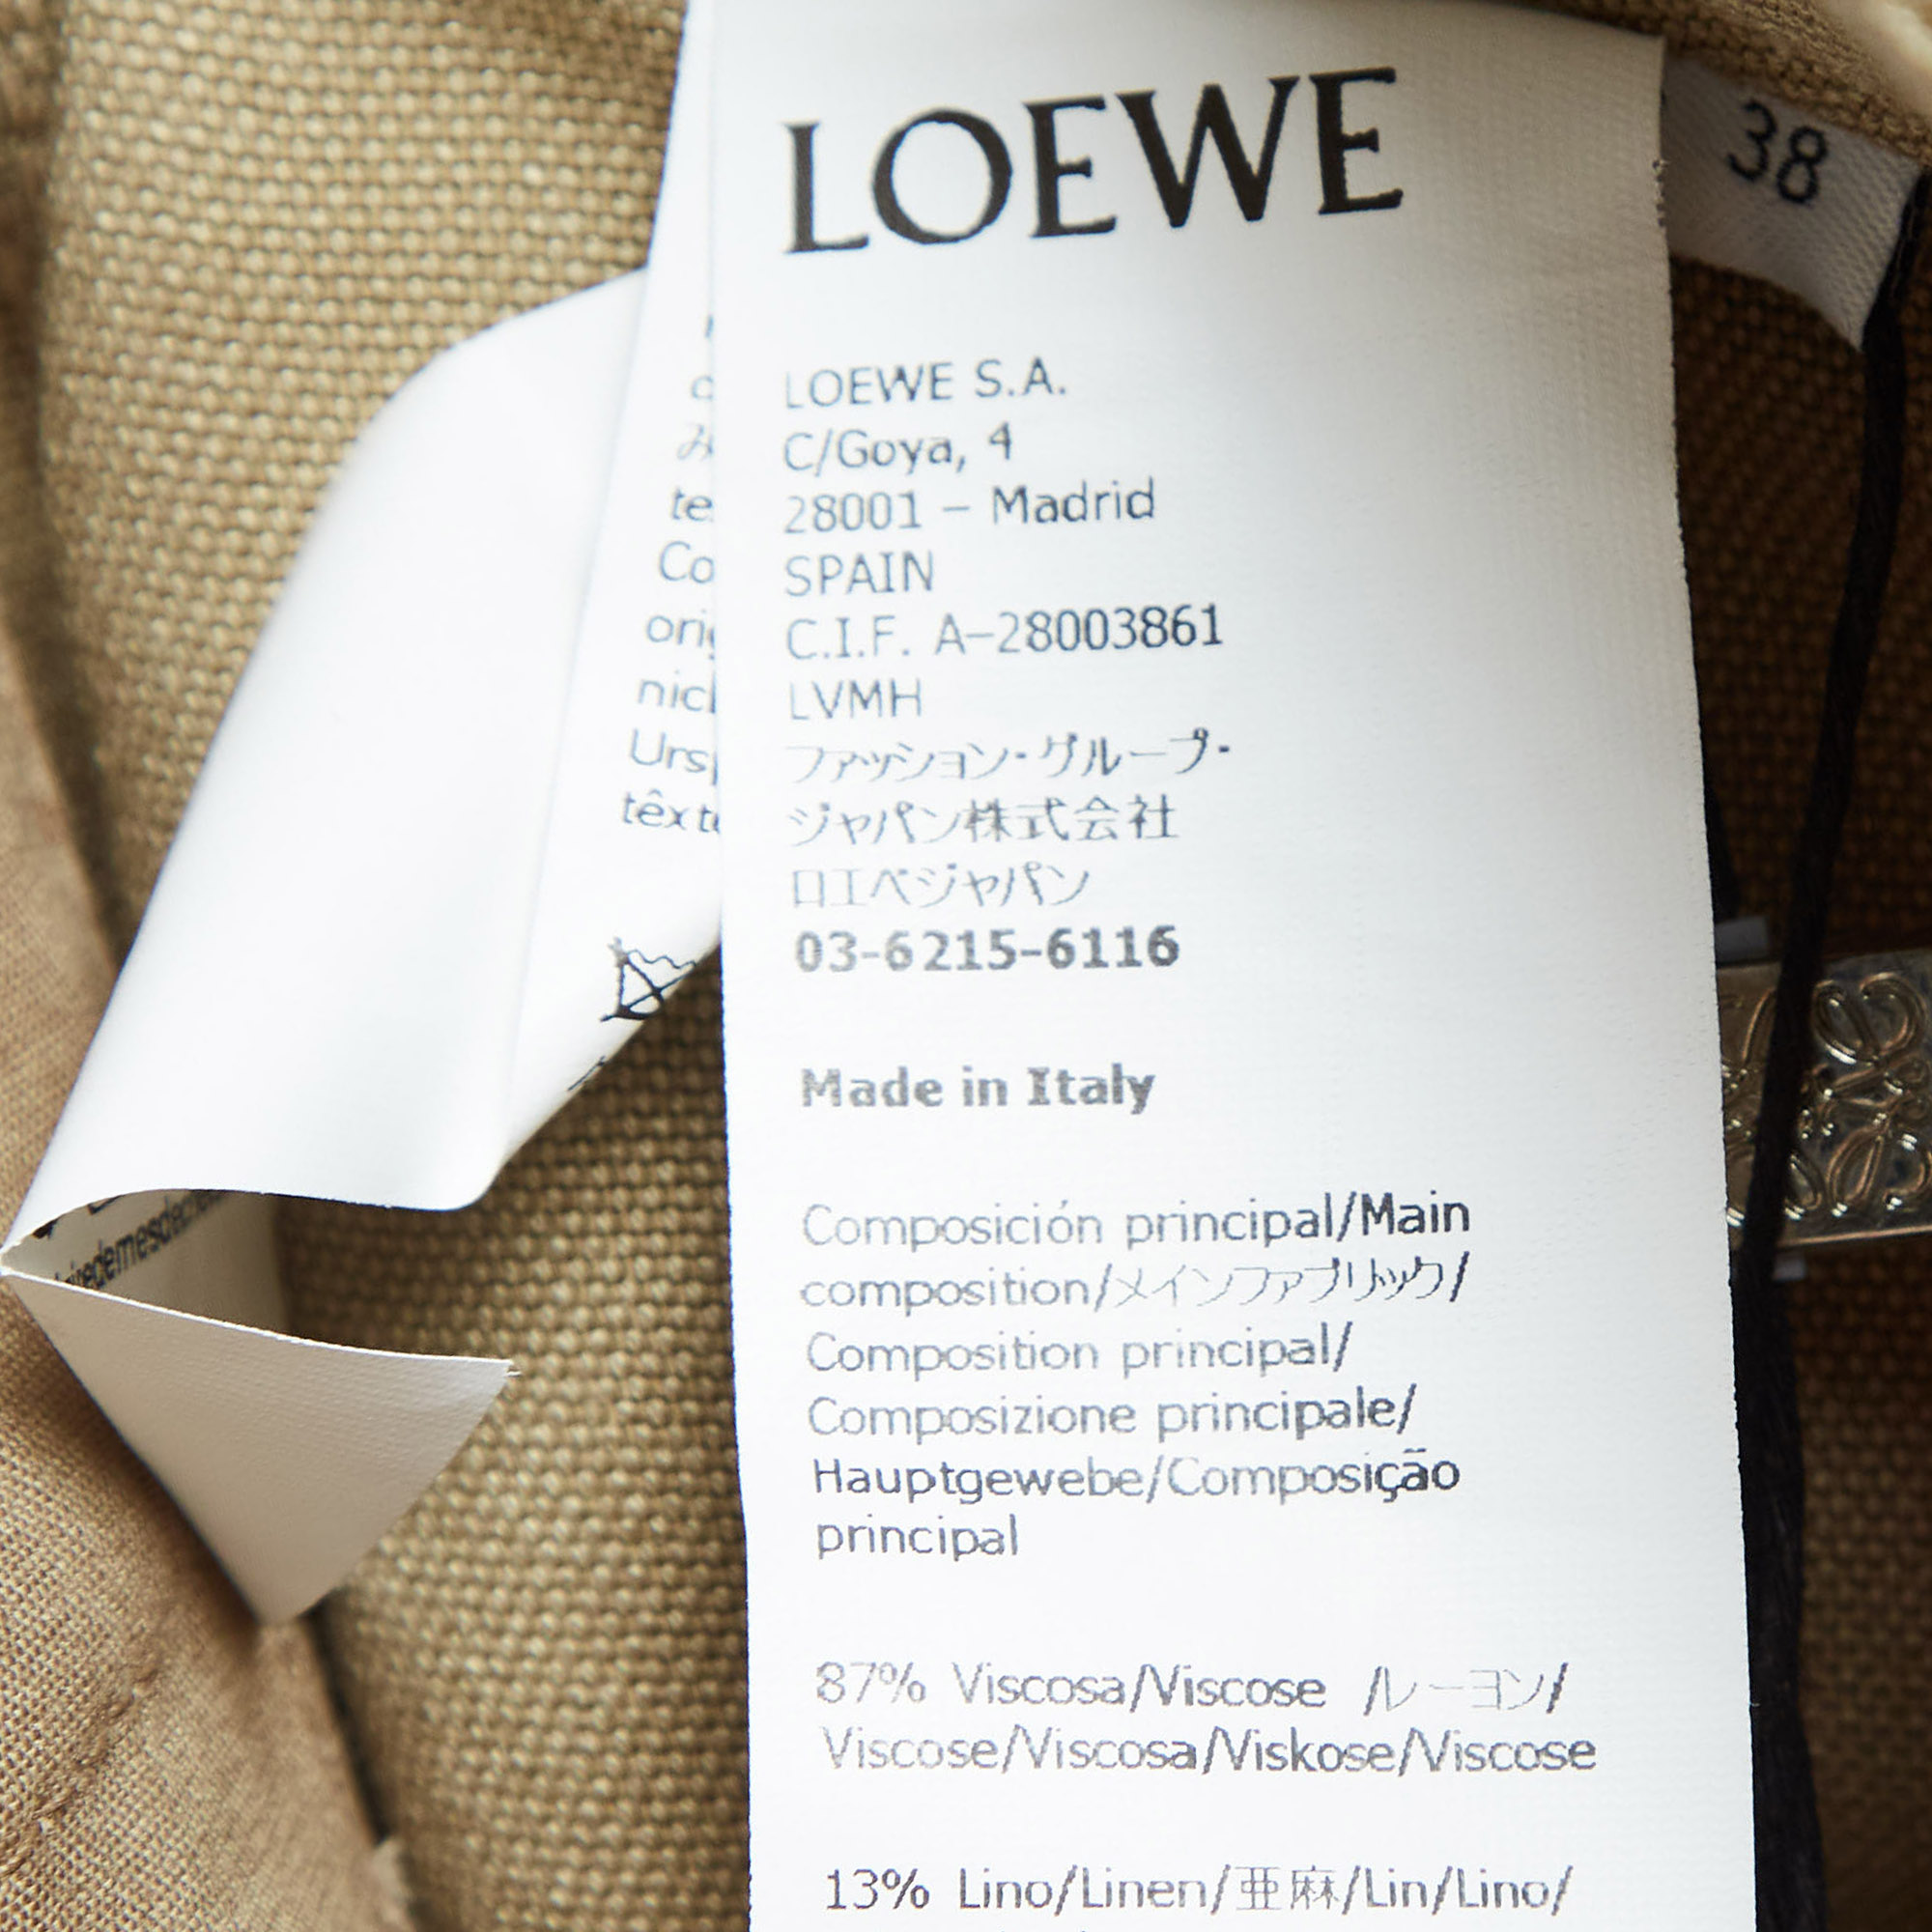 LOEWE
38
LOEWE S.A.
C/Goya, 4
28001 – Madrid
SPAIN
C.I.F. A–28003861
LVMH
ファッション・グループ・
ジャパン株式会社
ロエベジャパン
03-6215-6116
Made in Italy
Composición principal/Main
composition/メインファブリック/
Composition principal/
Composizione principale/
Hauptgewebe/Composição
principal
87% Viscosa/Viscose /レーヨン/
Viscose/Viscosa/Viskose/Viscose
13% Lino/Linen/亜麻/Lin/Lino/